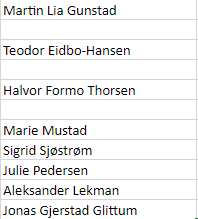 Martin Lia Gunstad
Teodor Eidbo-Hansen
Halvor Formo Thorsen
Marie Mustad
Sigrid Sjøstrøm
Julie Pedersen
Aleksander Lekman
Jonas Gjerstad Glittum